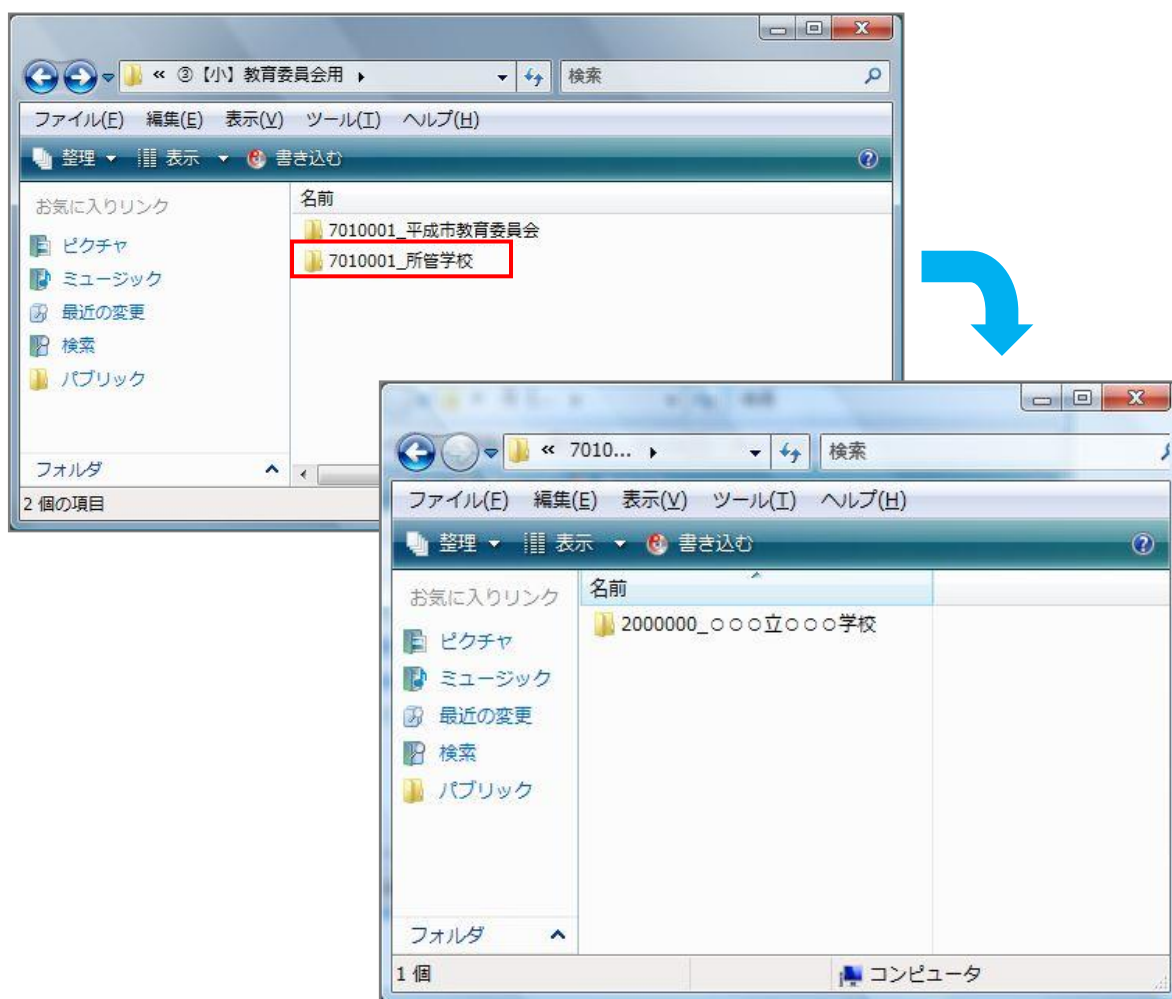 « ③【小】教育委員会用
検索
ファイル(F) 編集(E) 表示(V) ツール(T) ヘルプ(H)
整理 表示 書き込む
お気に入りリンク
ピクチャ
ミュージック
最近の変更
検索
パブリック
フォルダ
名前
7010001_平成市教育委員会
7010001_所管学校
2 個の項目
« 7010...
検索
ファイル(F) 編集(E) 表示(V) ツール(T) ヘルプ(H)
整理 表示 書き込む
お気に入りリンク
ピクチャ
ミュージック
最近の変更
検索
パブリック
フォルダ
名前
2000000_○○○立○○○学校
1 個
コンピュータ